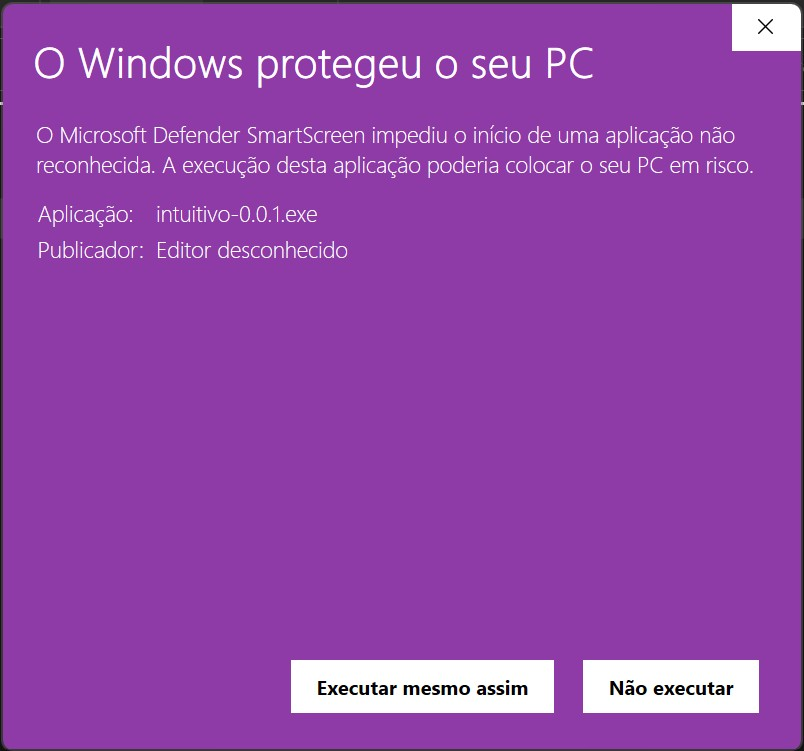 O Windows protegeu o seu PC
O Microsoft Defender SmartScreen impediu o início de uma aplicação não
reconhecida. A execução desta aplicação poderia colocar o seu PC em risco.
Aplicação: intuitivo-0.0.1.exe
Publicador: Editor desconhecido
Executar mesmo assim
Não executar